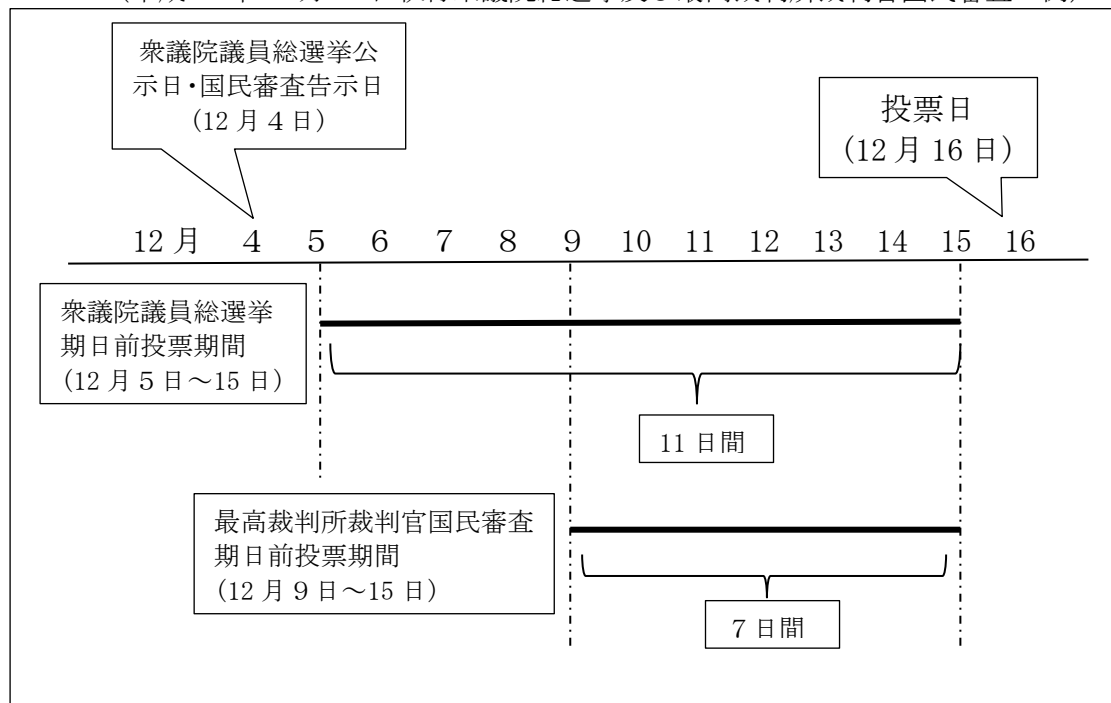 衆議院議員総選挙公
示日・国民審査告示日
(12月４日)
投票日
(12月16日)
12月 ４ ５ ６ ７ ８ ９ 10 11 12 13 14 15 16
衆議院議員総選挙
期日前投票期間
(12月５日～15日)
11日間
最高裁判所裁判官国民審査
期日前投票期間
(12月９日～15日)
７日間